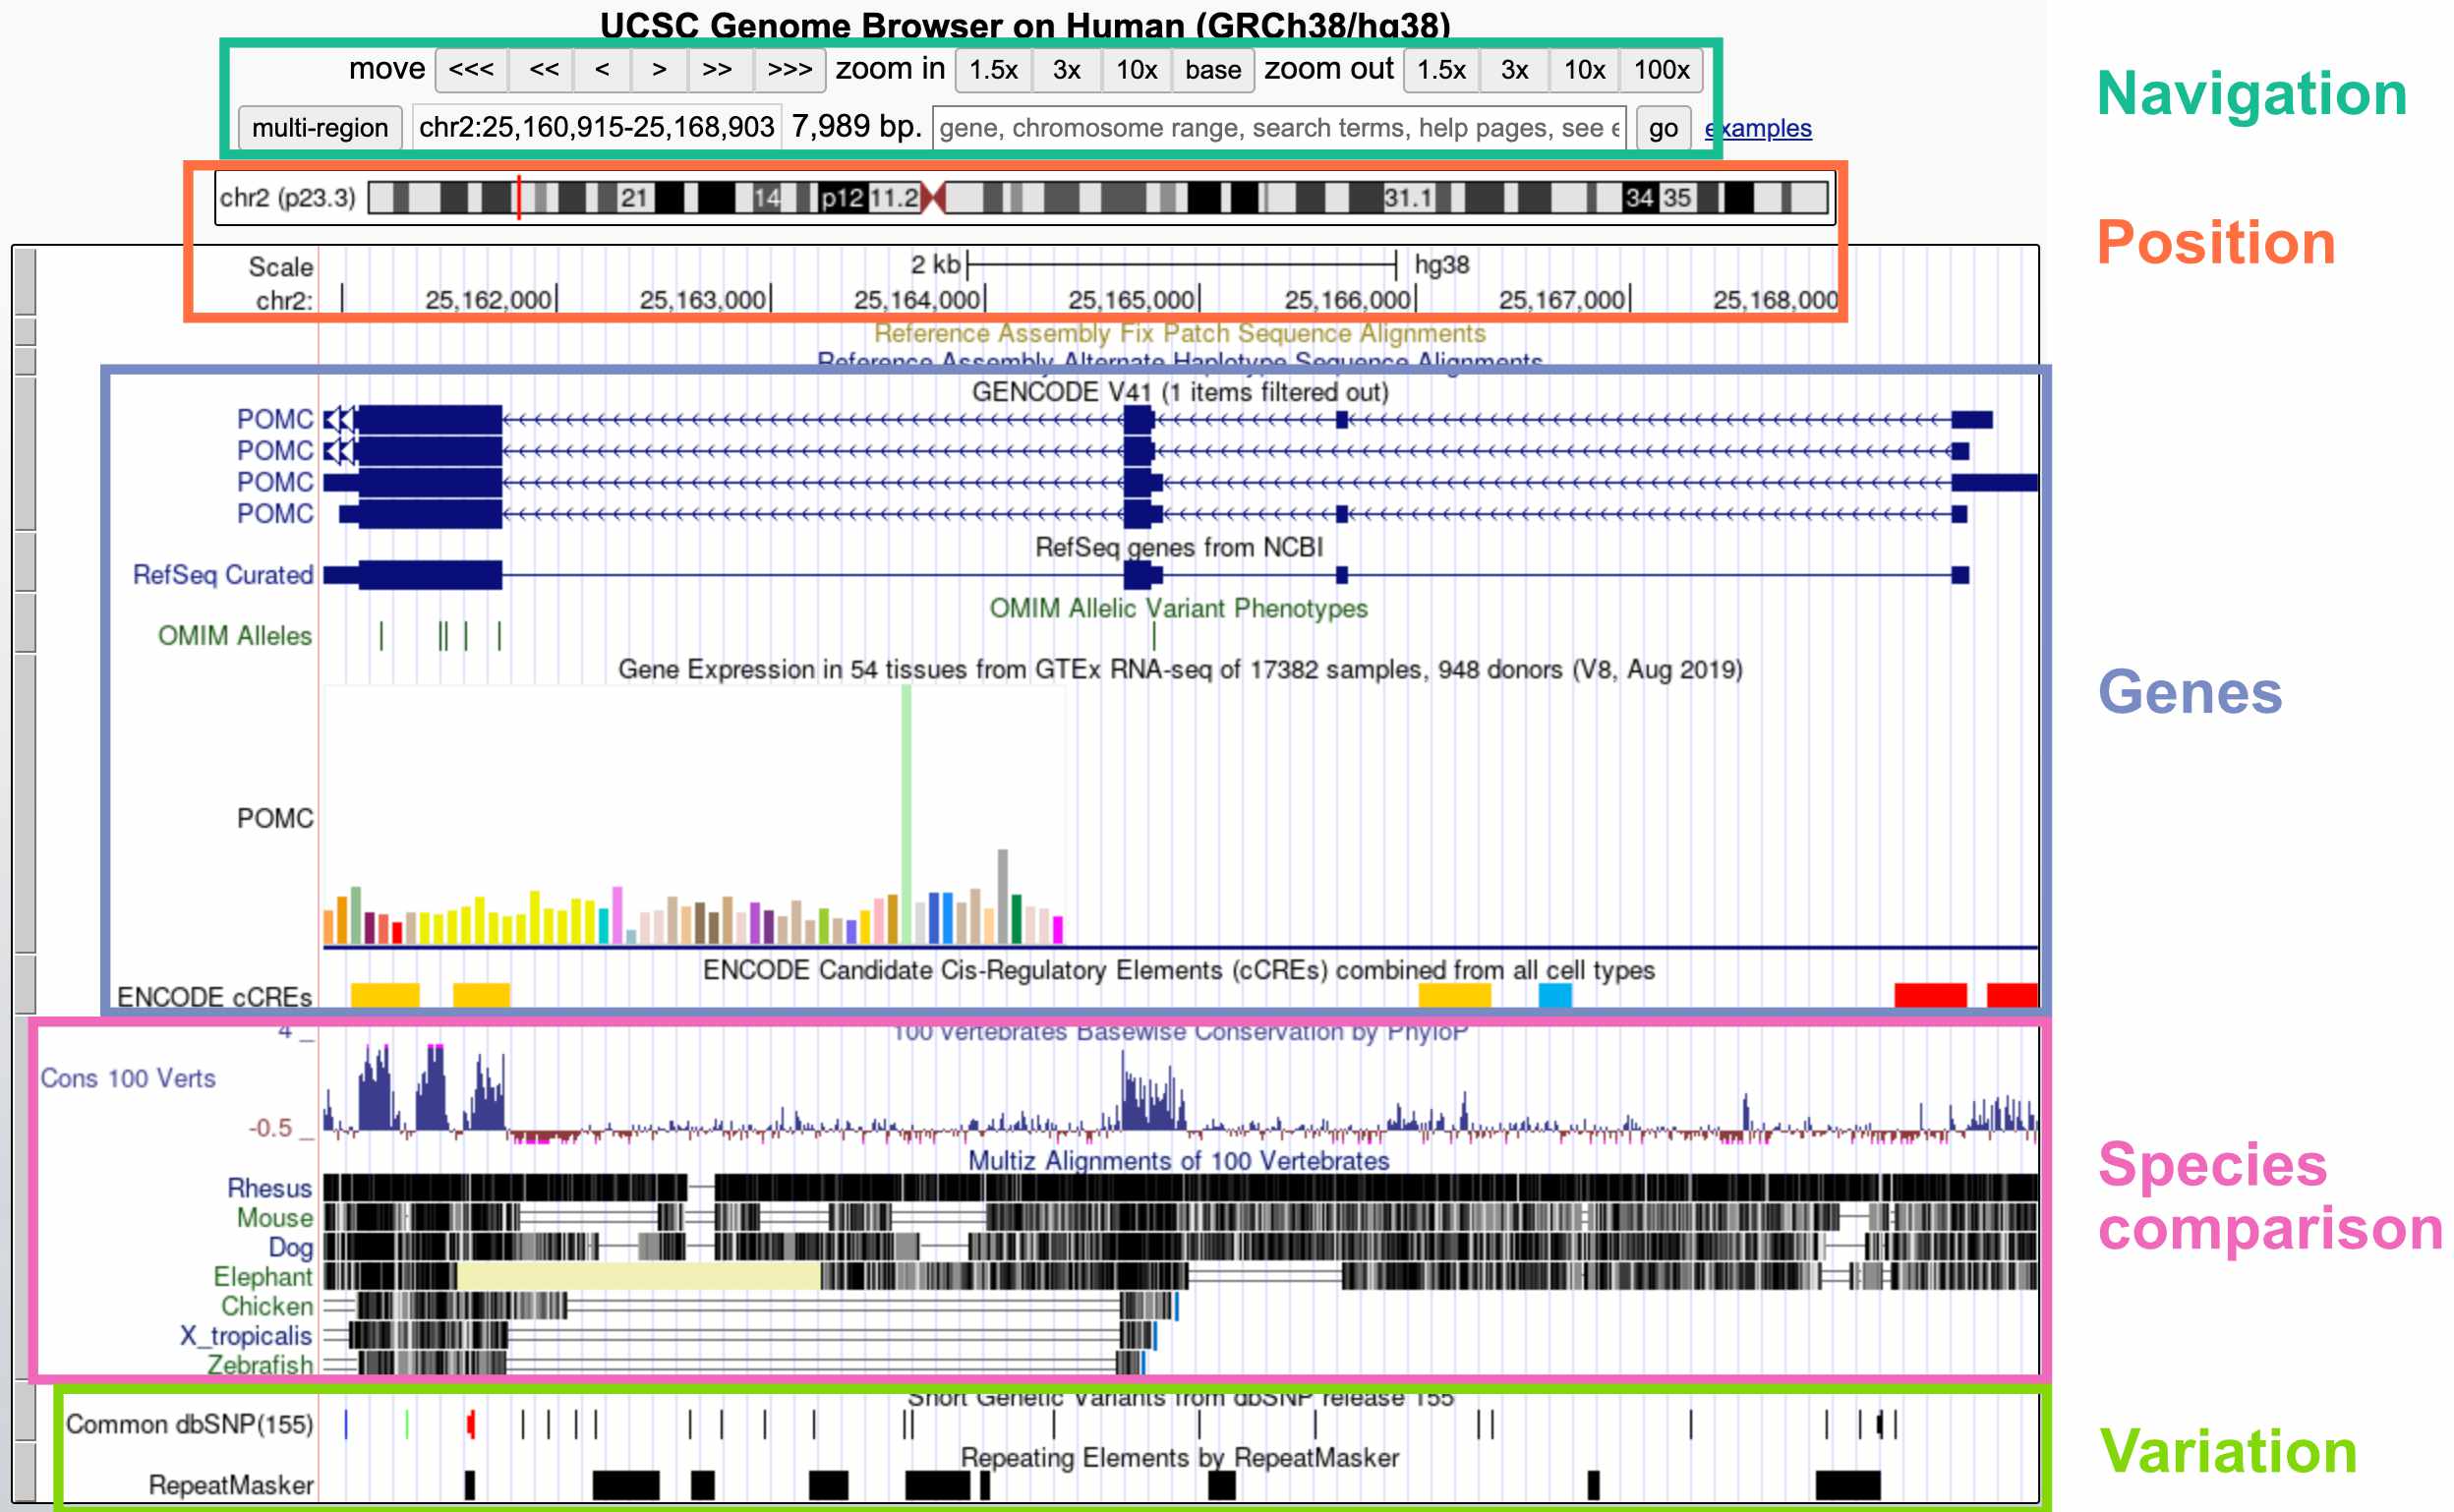 UCSC Genome Browser on Human (GRCh38/hg38)
move <<< << < > >> >>> zoom in 1.5x 3x 10x base zoom out 1.5x 3x 10x 100x
Navigation
multi-region chr2:25,160,915-25,168,903 7,989 bp. gene, chromosome range, search terms, help pages, see e go examples
chr2 (p23.3) 21 14 p12 11.2 31.1 34 35
Position
Scale 2 kb hg38
chr2: 25,162,000 25,163,000 25,164,000 25,165,000 25,166,000 25,167,000 25,168,000
Reference Assembly Fix Patch Sequence Alignments
Reference Assembly Alternate Haplotype Sequence Alignments
GENCODE V41 (1 items filtered out)
POMC
POMC
POMC
POMC
RefSeq genes from NCBI
RefSeq Curated
OMIM Allelic Variant Phenotypes
OMIM Alleles
Gene Expression in 54 tissues from GTEx RNA-seq of 17382 samples, 948 donors (V8, Aug 2019)
Genes
POMC
ENCODE Candidate Cis-Regulatory Elements (cCREs) combined from all cell types
ENCODE cCREs
100 Vertebrates Basewise Conservation by PhyloP
4 _
Cons 100 Verts
-0.5 _
Multiz Alignments of 100 Vertebrates
Species
comparison
Rhesus
Mouse
Dog
Elephant
Chicken
X_tropicalis
Zebrafish
Short Genetic Variants from dbSNP release 155
Common dbSNP(155)
Variation
Repeating Elements by RepeatMasker
RepeatMasker